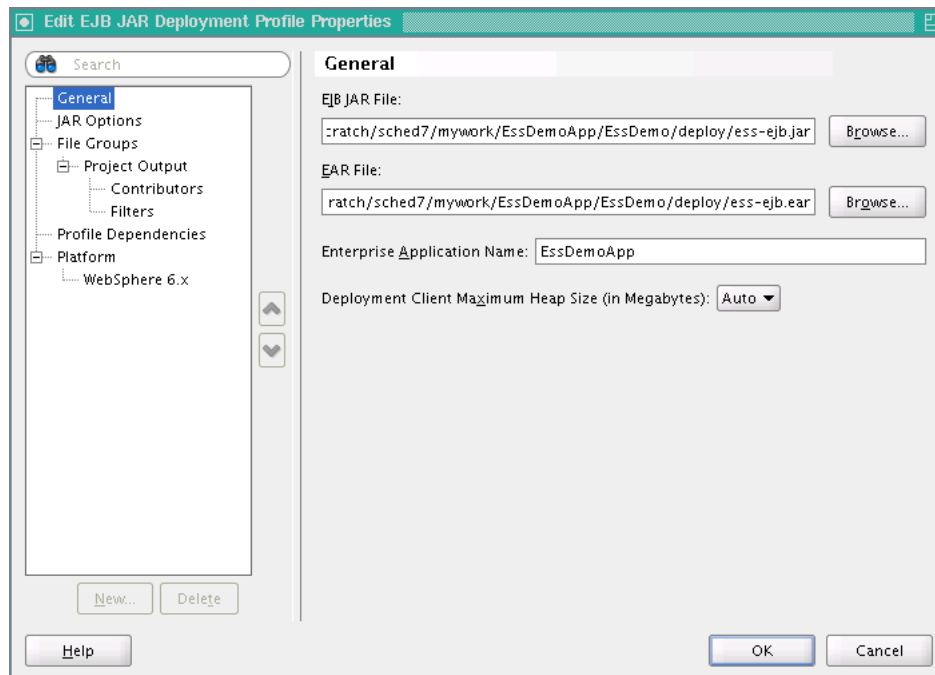 Edit EJB JAR Deployment Profile Properties
Search
General
JAR Options
File Groups
Project Output
Contributors
Filters
Profile Dependencies
Platform
WebSphere 6.x
New...
Delete
General
EJB JAR File:
:ratch/sched7/mywork/EssDemoApp/EssDemo/deploy/ess-ejb.jar
Browse...
EAR File:
ratch/sched7/mywork/EssDemoApp/EssDemo/deploy/ess-ejb.ear
Browse...
Enterprise Application Name: EssDemoApp
Deployment Client Maximum Heap Size (in Megabytes): Auto
Help
OK
Cancel